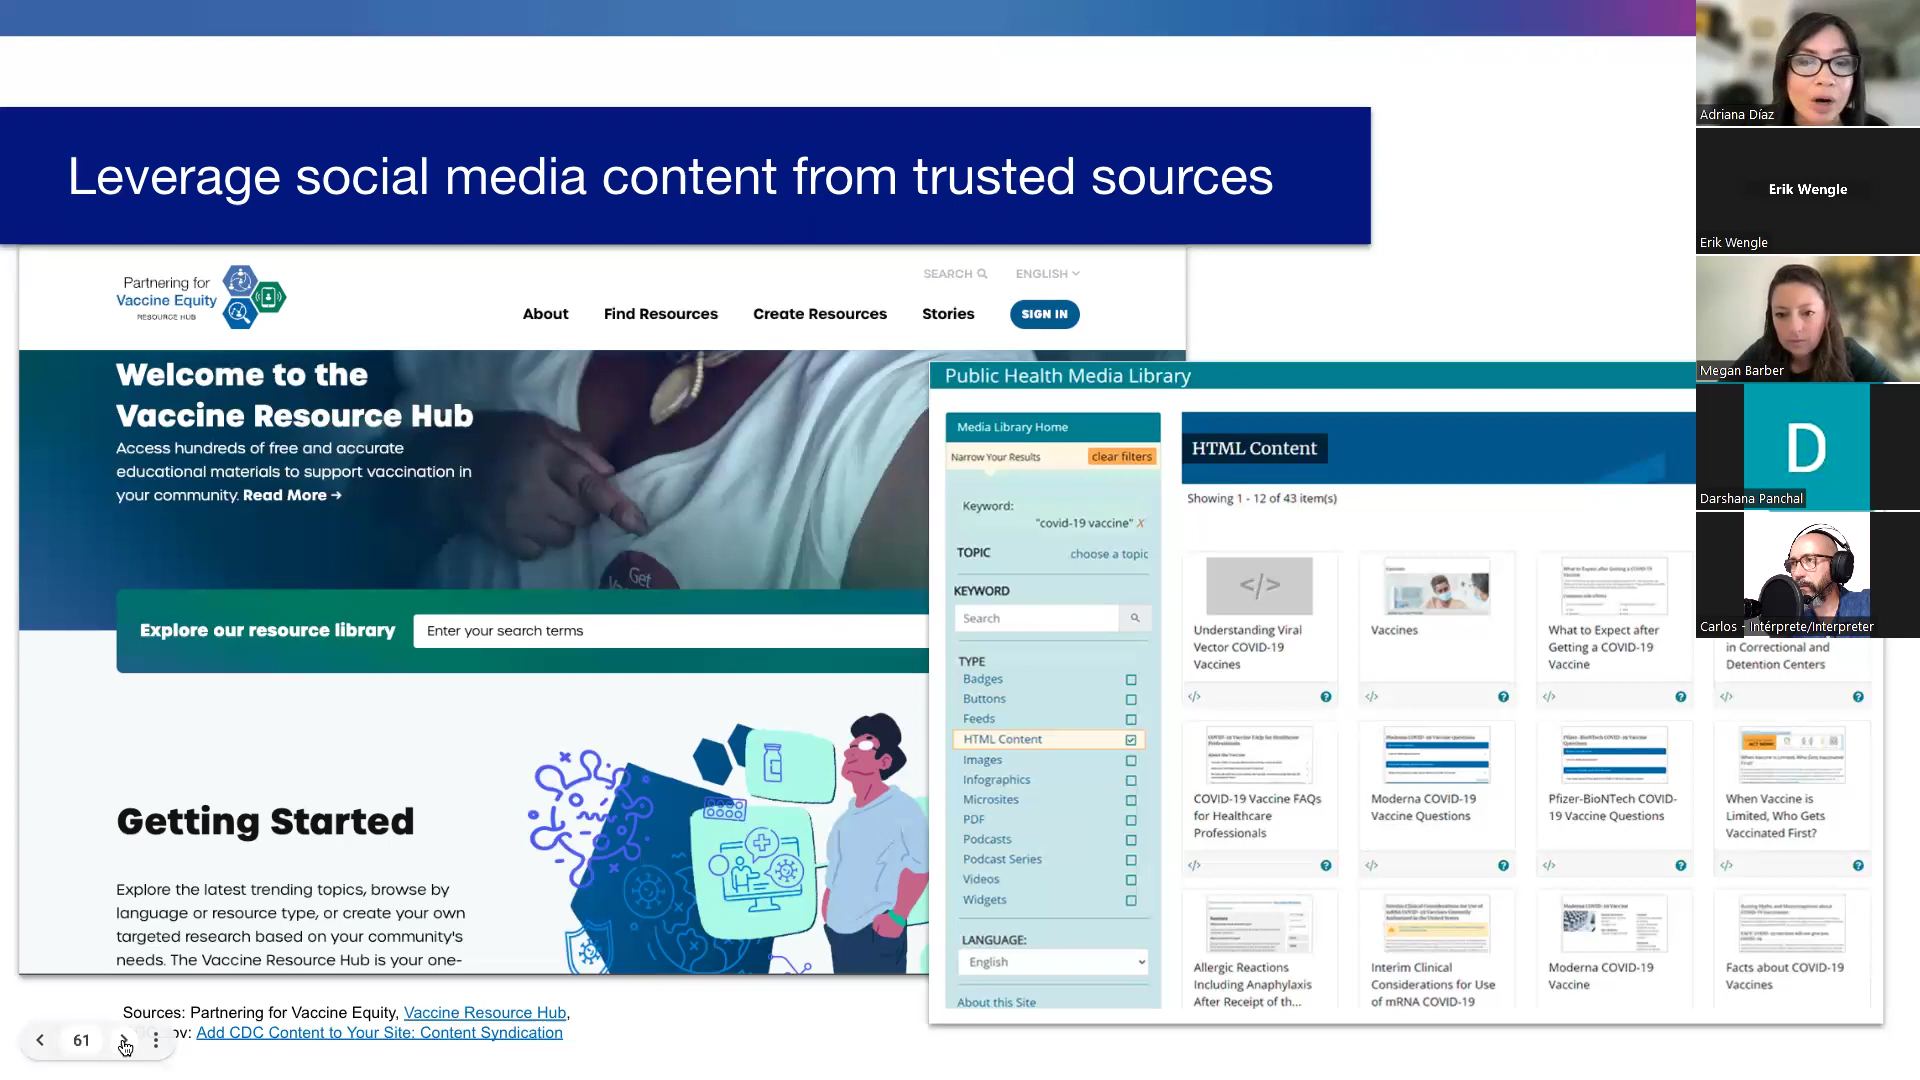 Leverage social media content from trusted sources
Partnering for
Vaccine Equity
RESOURCE HUB
SEARCH
ENGLISH
About
Find Resources
Create Resources
Stories
SIGN IN
Welcome to the
Vaccine Resource Hub
Access hundreds of free and accurate
educational materials to support vaccination in
your community. Read More →
Get
Explore our resource library
Enter your search terms
Getting Started
Explore the latest trending topics, browse by
language or resource type, or create your own
targeted research based on your community's
needs. The Vaccine Resource Hub is your one-
Public Health Media Library
Media Library Home
Narrow Your Results
clear filters
Keyword:
"covid-19 vaccine" X
TOPIC
choose a topic
KEYWORD
Search
TYPE
Badges
Buttons
Feeds
HTML Content
Images
Infographics
Microsites
PDF
Podcasts
Podcast Series
Videos
Widgets
LANGUAGE:
English
About this Site
HTML Content
Showing 1 - 12 of 43 item(s)
Understanding Viral
Vector COVID-19
Vaccines
Vaccines
What to Expect after
Getting a COVID-19
Vaccine
in Correctional and
Detention Centers
COVID-19 Vaccine FAQs
for Healthcare
Professionals
Moderna COVID-19
Vaccine Questions
Pfizer-BioNTech COVID-
19 Vaccine Questions
When Vaccine is
Limited, Who Gets
Vaccinated First?
Allergic Reactions
Including Anaphylaxis
After Receipt of th...
Interim Clinical
Considerations for Use
of mRNA COVID-19
Moderna COVID-19
Vaccine
Facts about COVID-19
Vaccines
Sources: Partnering for Vaccine Equity, Vaccine Resource Hub,
Add CDC Content to Your Site: Content Syndication
61
Adriana Díaz
Erik Wengle
Erik Wengle
Megan Barber
D
Darshana Panchal
Carlos - Intérprete/Interpreter